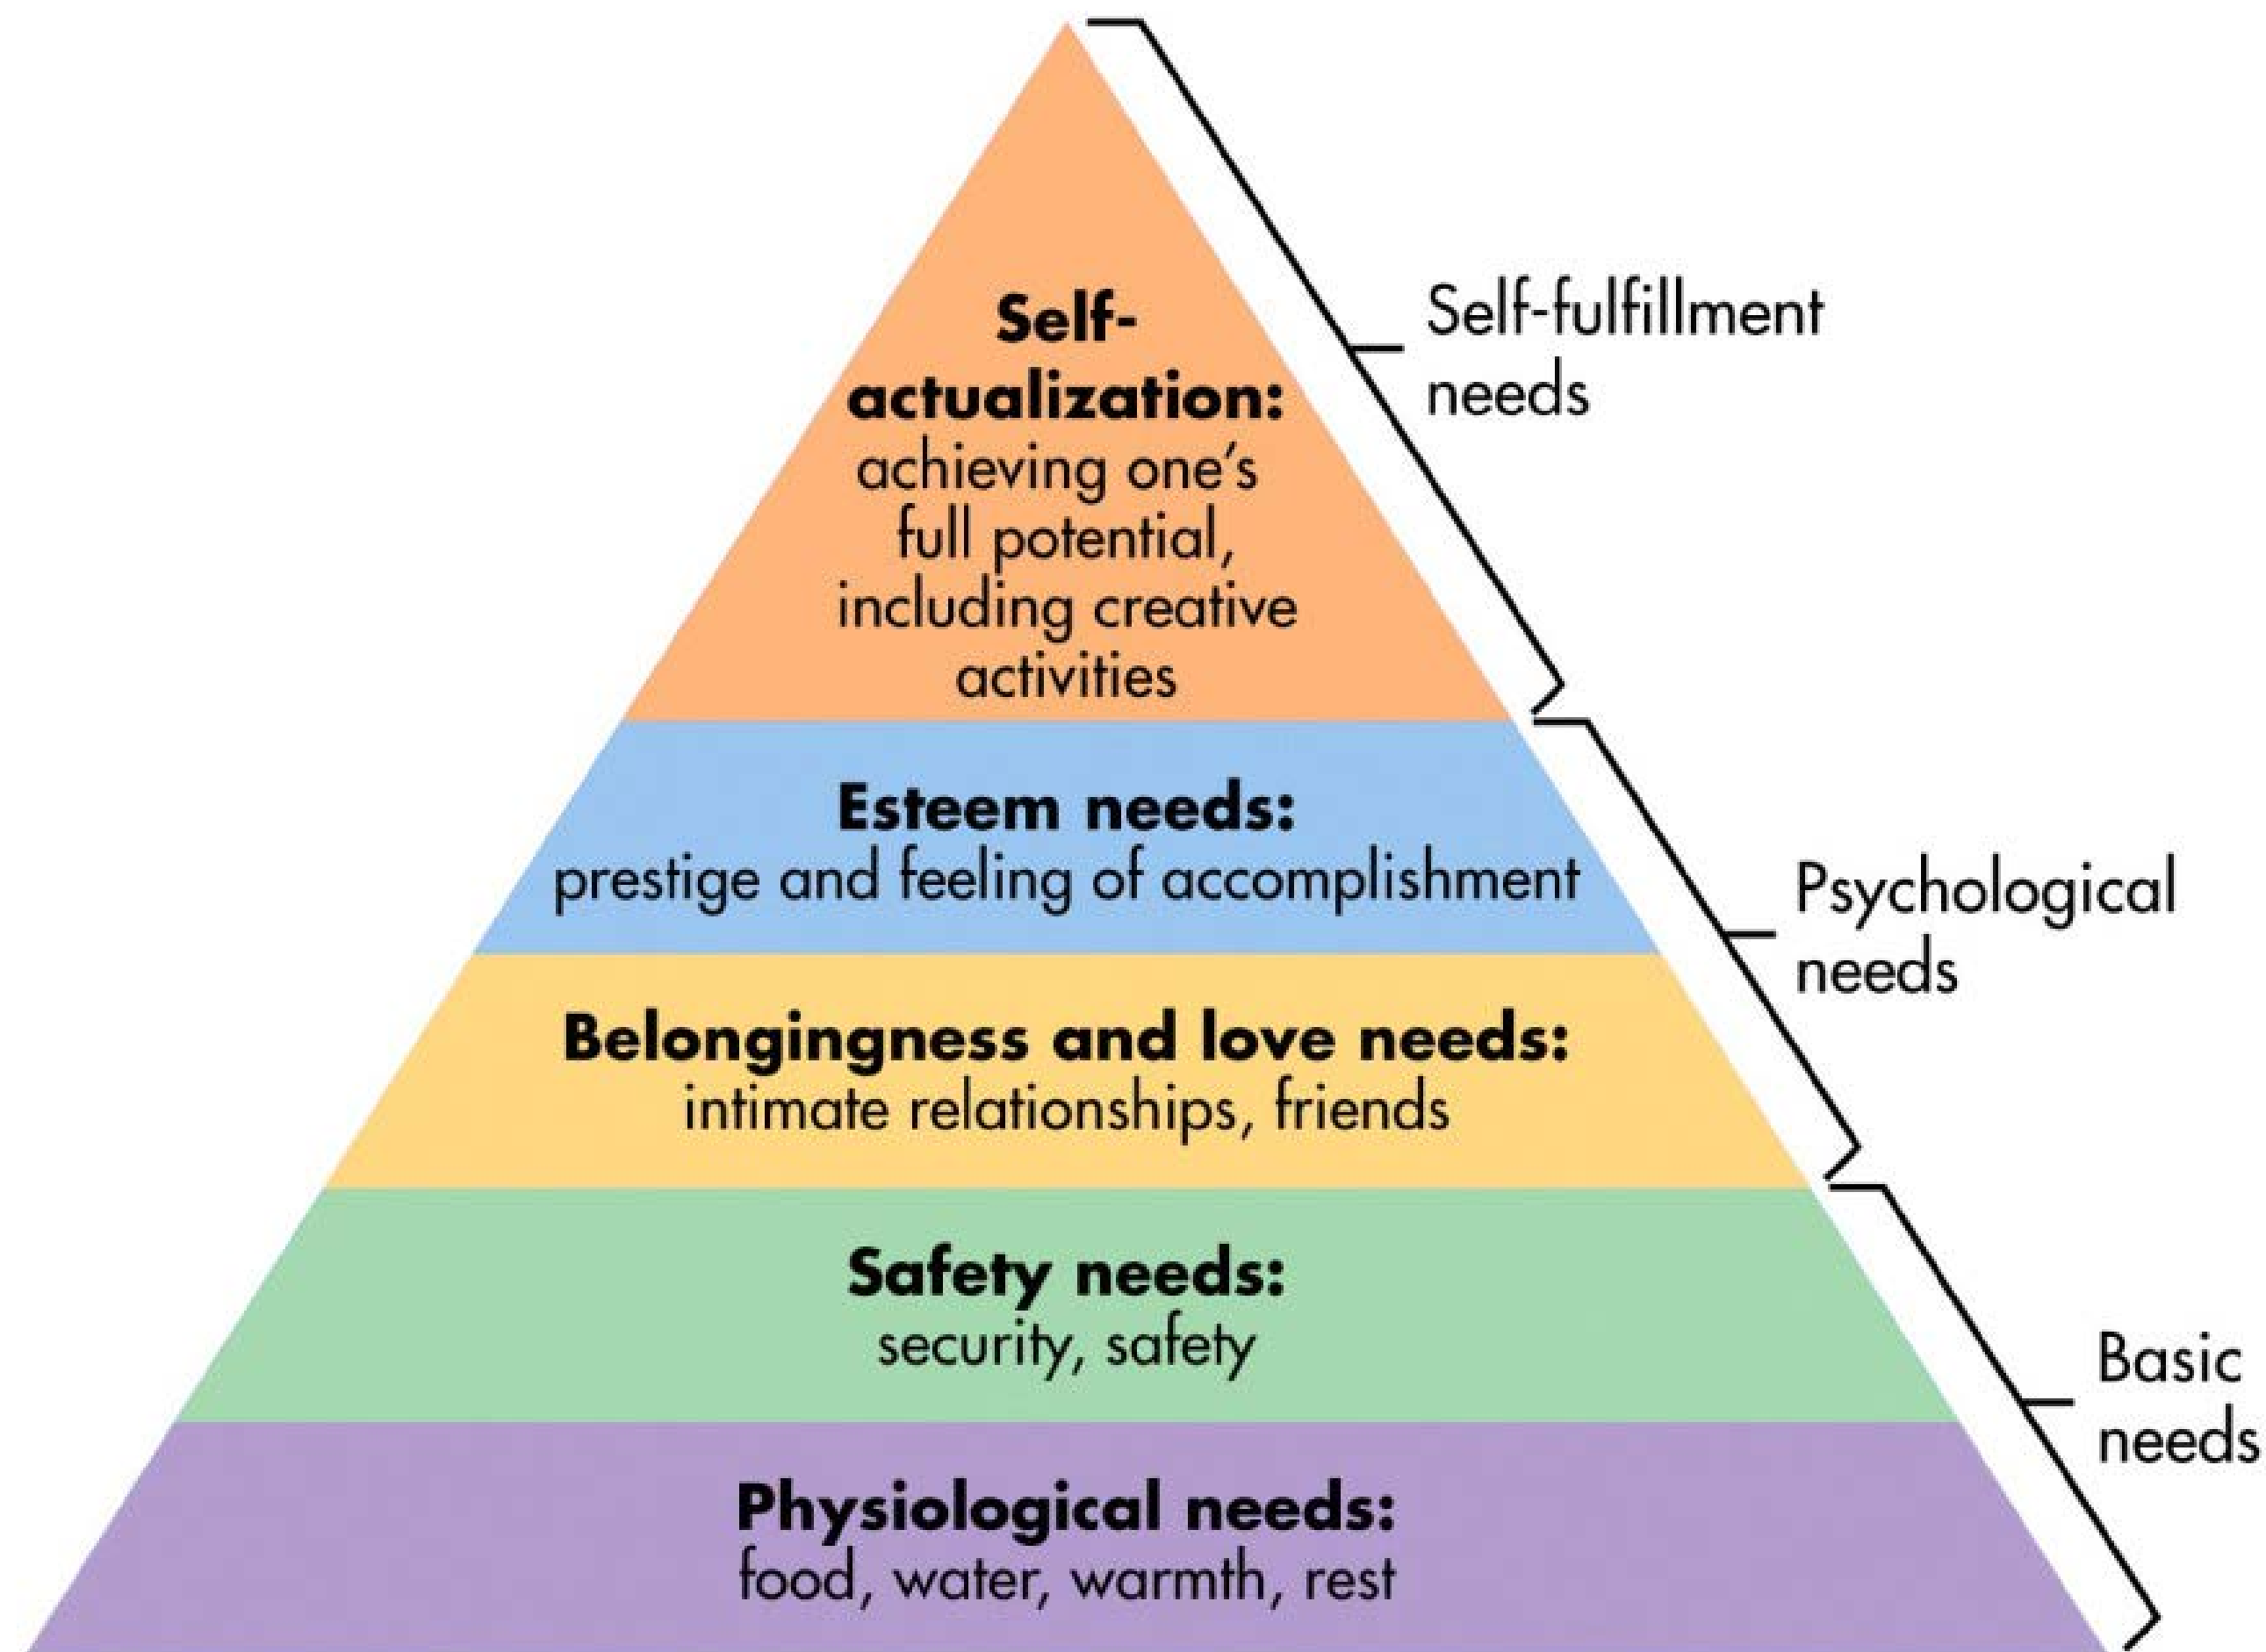 Self-
actualization:
achieving one’s
full potential,
including creative
activities
Self-fulfillment
needs
Esteem needs:
prestige and feeling of accomplishment
Belongingness and love needs:
intimate relationships, friends
Psychological
needs
Safety needs:
security, safety
Physiological needs:
food, water, warmth, rest
Basic
needs